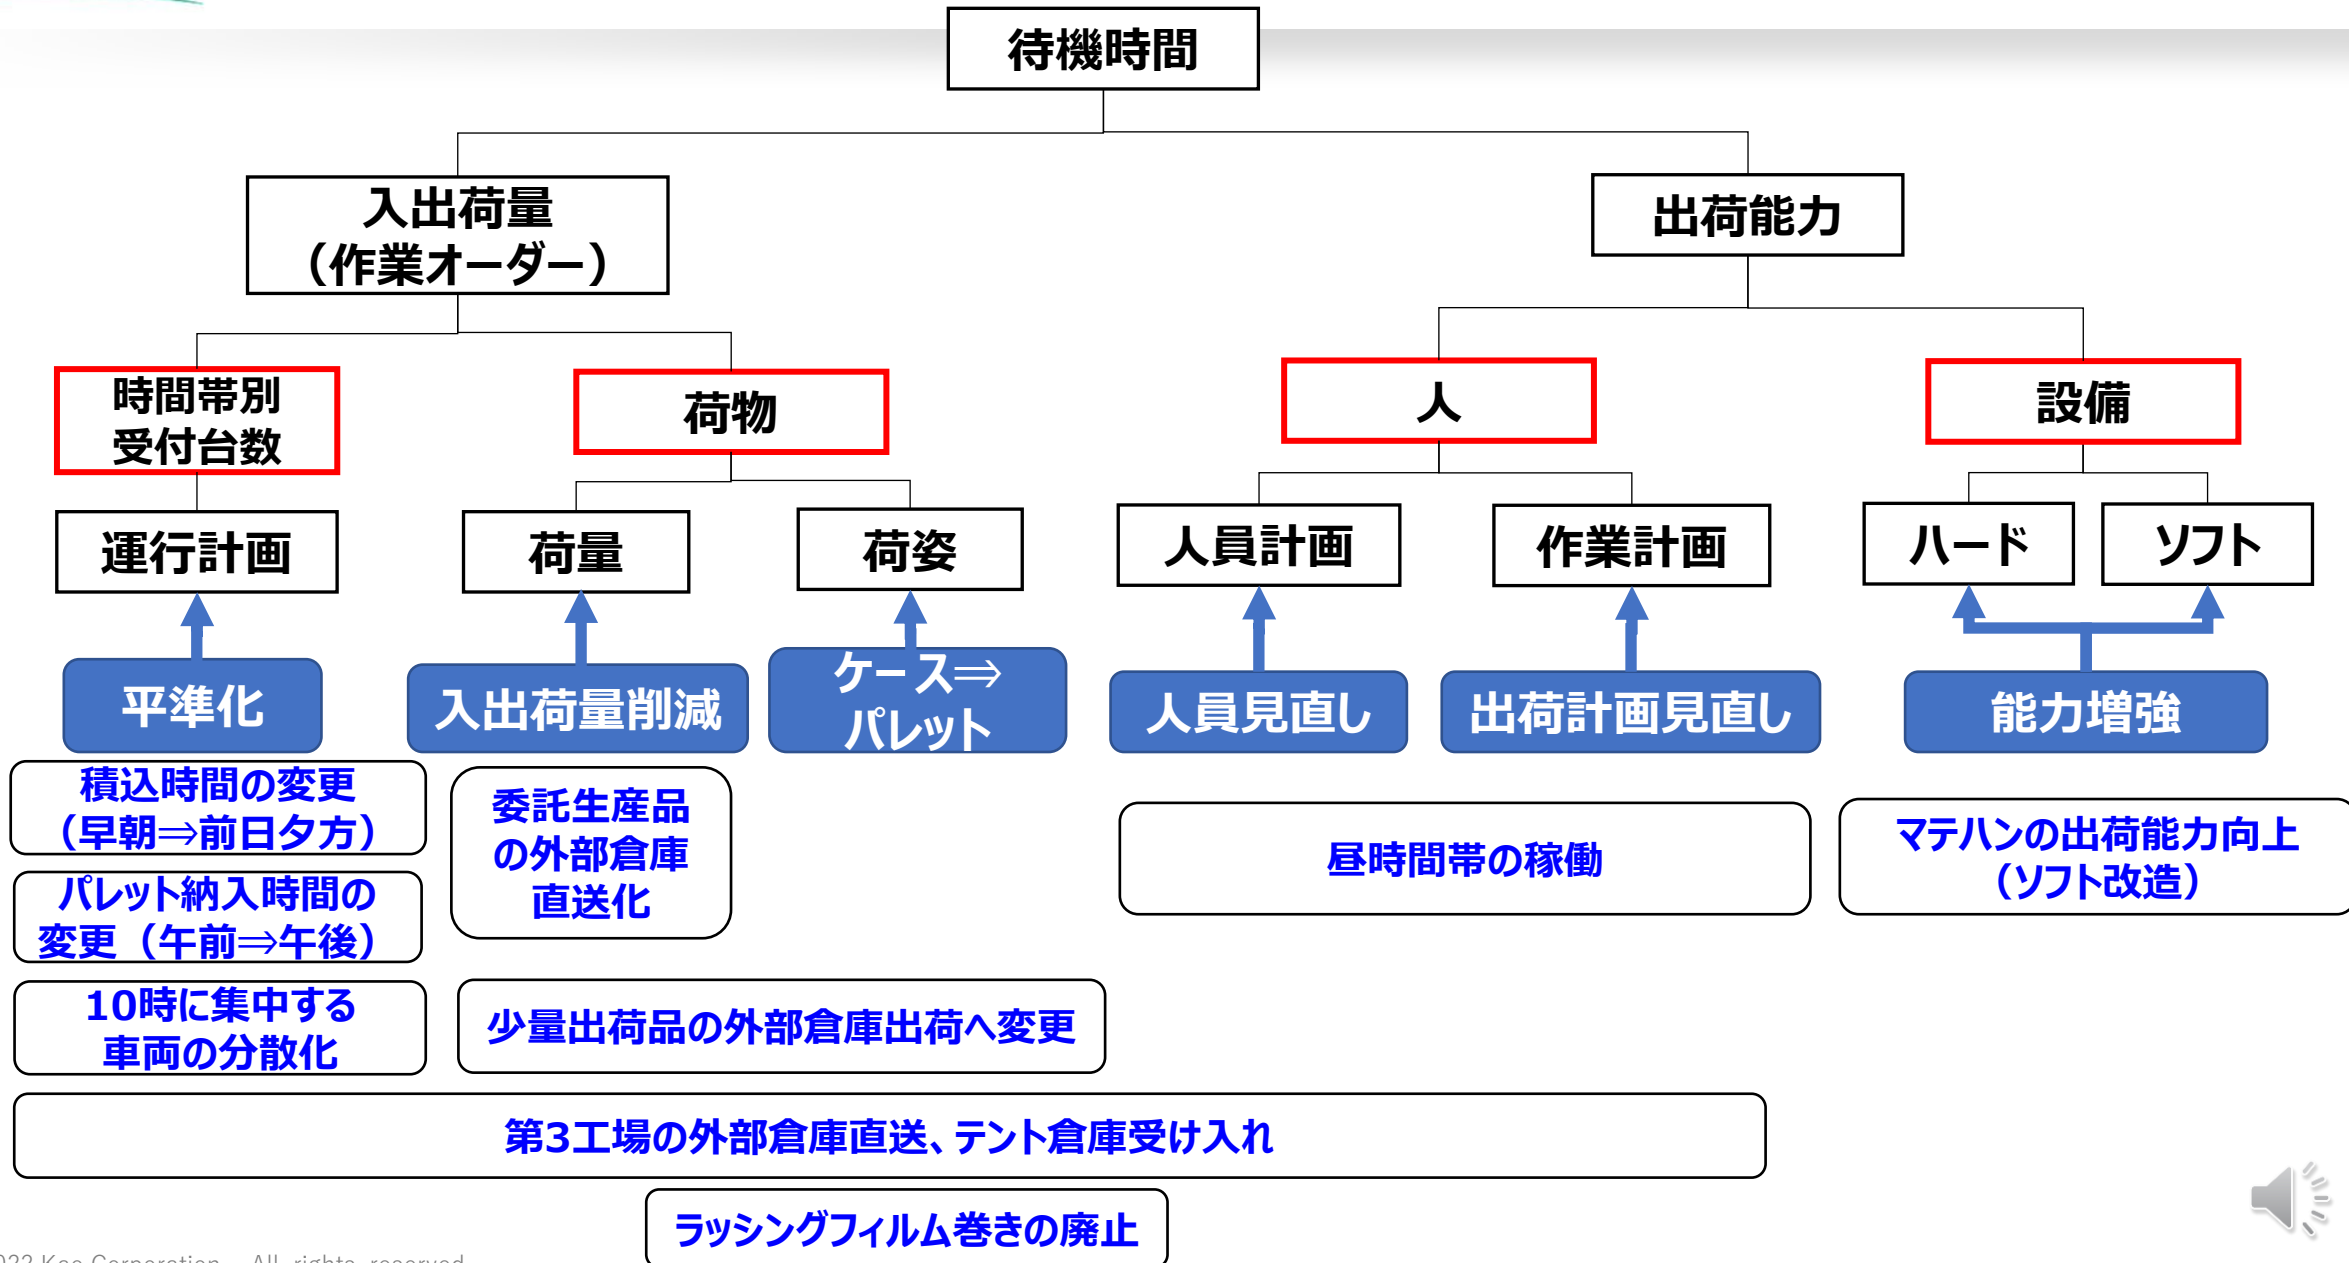 待機時間
入出荷量
（作業オーダー）
出荷能力
時間帯別
受付台数
荷物
人
設備
運行計画
荷量
荷姿
人員計画
作業計画
ハード
ソフト
平準化
入出荷量削減
ケース⇒
パレット
人員見直し
出荷計画見直し
能力増強
積込時間の変更
（早朝⇒前日夕方）
パレット納入時間の
変更（午前⇒午後）
10時に集中する
車両の分散化
委託生産品
の外部倉庫
直送化
少量出荷品の外部倉庫出荷へ変更
昼時間帯の稼働
マテハンの出荷能力向上
（ソフト改造）
第3工場の外部倉庫直送、テント倉庫受け入れ
ラッシングフィルム巻きの廃止
022 Kao Corporation All rights reserved